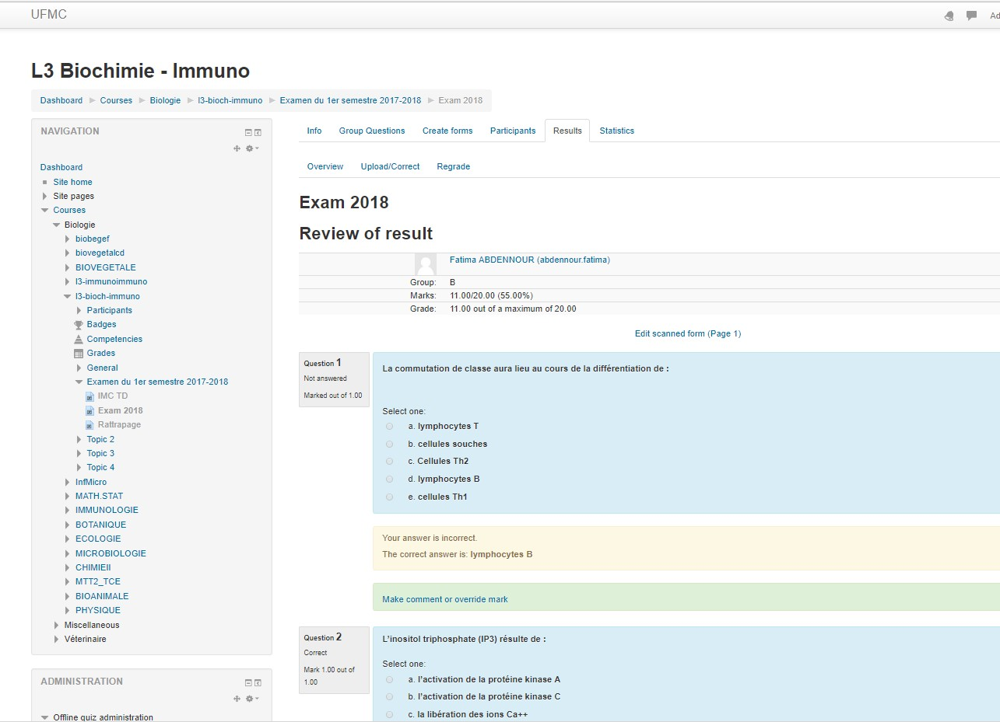 UFMC
Ad
L3 Biochimie - Immuno
Dashboard Courses Biologie l3-bioch-immuno Examen du 1er semestre 2017-2018 Exam 2018
NAVIGATION
Dashboard
Site home
Site pages
Courses
Biologie
biobegef
biovegetalcd
BIOVEGETALE
l3-immunoimmuno
l3-bioch-immuno
Participants
Badges
Competencies
Grades
General
Examen du 1er semestre 2017-2018
IMC TD
Exam 2018
Rattrapage
Topic 2
Topic 3
Topic 4
InfMicro
MATH.STAT
IMMUNOLOGIE
BOTANIQUE
ECOLOGIE
MICROBIOLOGIE
CHIMIEII
MTT2_TCE
BIOANIMALE
PHYSIQUE
Miscellaneous
Véterinaire
ADMINISTRATION
Offline quiz administration
Info Group Questions Create forms Participants Results Statistics
Overview Upload/Correct Regrade
Exam 2018
Review of result
Fatima ABDENNOUR (abdennour.fatima)
Group: B
Marks: 11.00/20.00 (55.00%)
Grade: 11.00 out of a maximum of 20.00
Edit scanned form (Page 1)
Question 1
Not answered
Marked out of 1.00
La commutation de classe aura lieu au cours de la différentiation de :
Select one:
a. lymphocytes T
b. cellules souches
c. Cellules Th2
d. lymphocytes B
e. cellules Th1
Your answer is incorrect.
The correct answer is: lymphocytes B
Make comment or override mark
Question 2
Correct
Mark 1.00 out of
1.00
L'inositol triphosphate (IP3) résulte de :
Select one:
a. l'activation de la protéine kinase A
b. l'activation de la protéine kinase C
c. la libération des ions Ca++